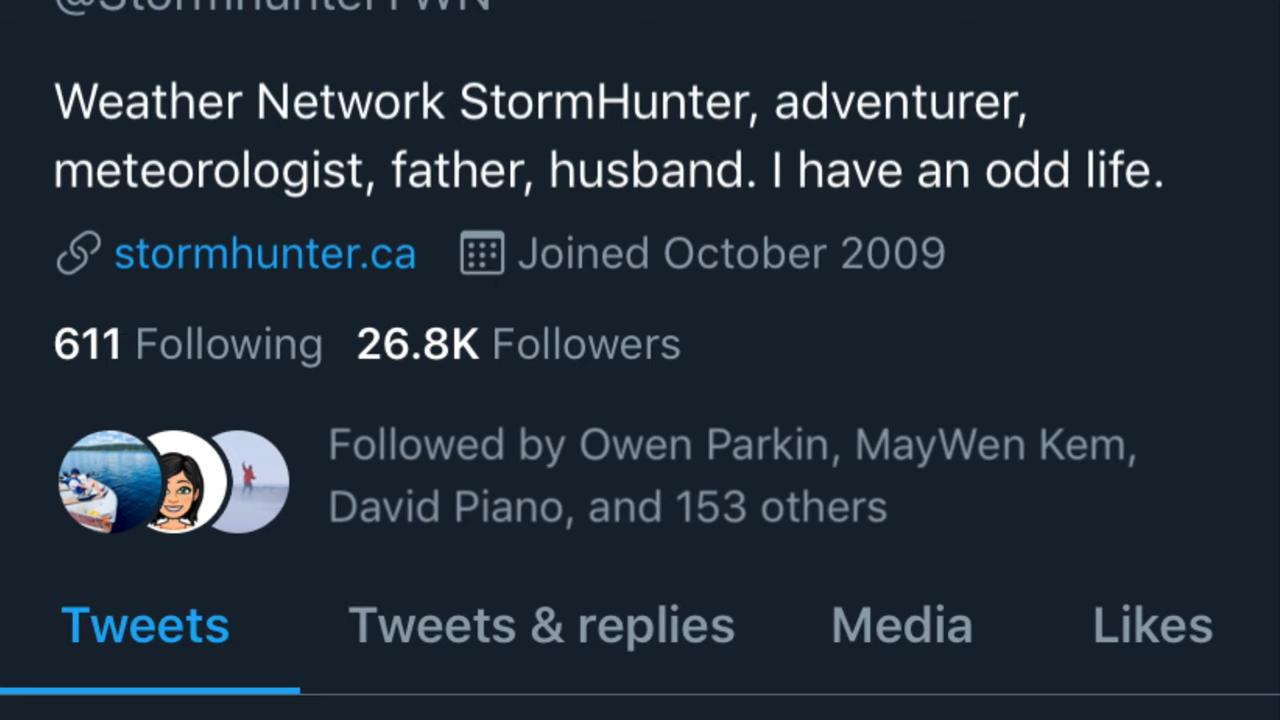 @StormhunterTWN
Weather Network StormHunter, adventurer,
meteorologist, father, husband. I have an odd life.
stormhunter.ca Joined October 2009
611 Following 26.8K Followers
Followed by Owen Parkin, MayWen Kem,
David Piano, and 153 others
Tweets Tweets & replies Media Likes